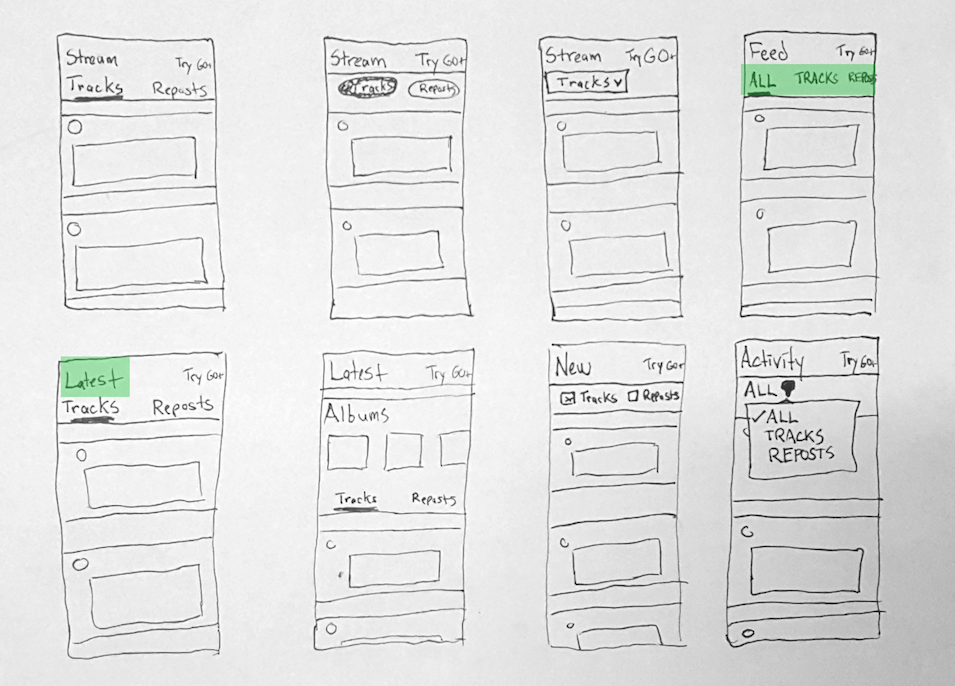 Stream Try GO+
Tracks Reposts
Stream Try GO+
Tracks Reposts
Stream Try GO+
Tracks
Feed Try GO+
ALL TRACKS REPOS
Latest Try GO+
Tracks Reposts
Latest Try GO+
Albums
Tracks Reposts
New Try GO+
Tracks Reposts
Activity Try GO+
ALL
✓ALL
TRACKS
REPOSTS